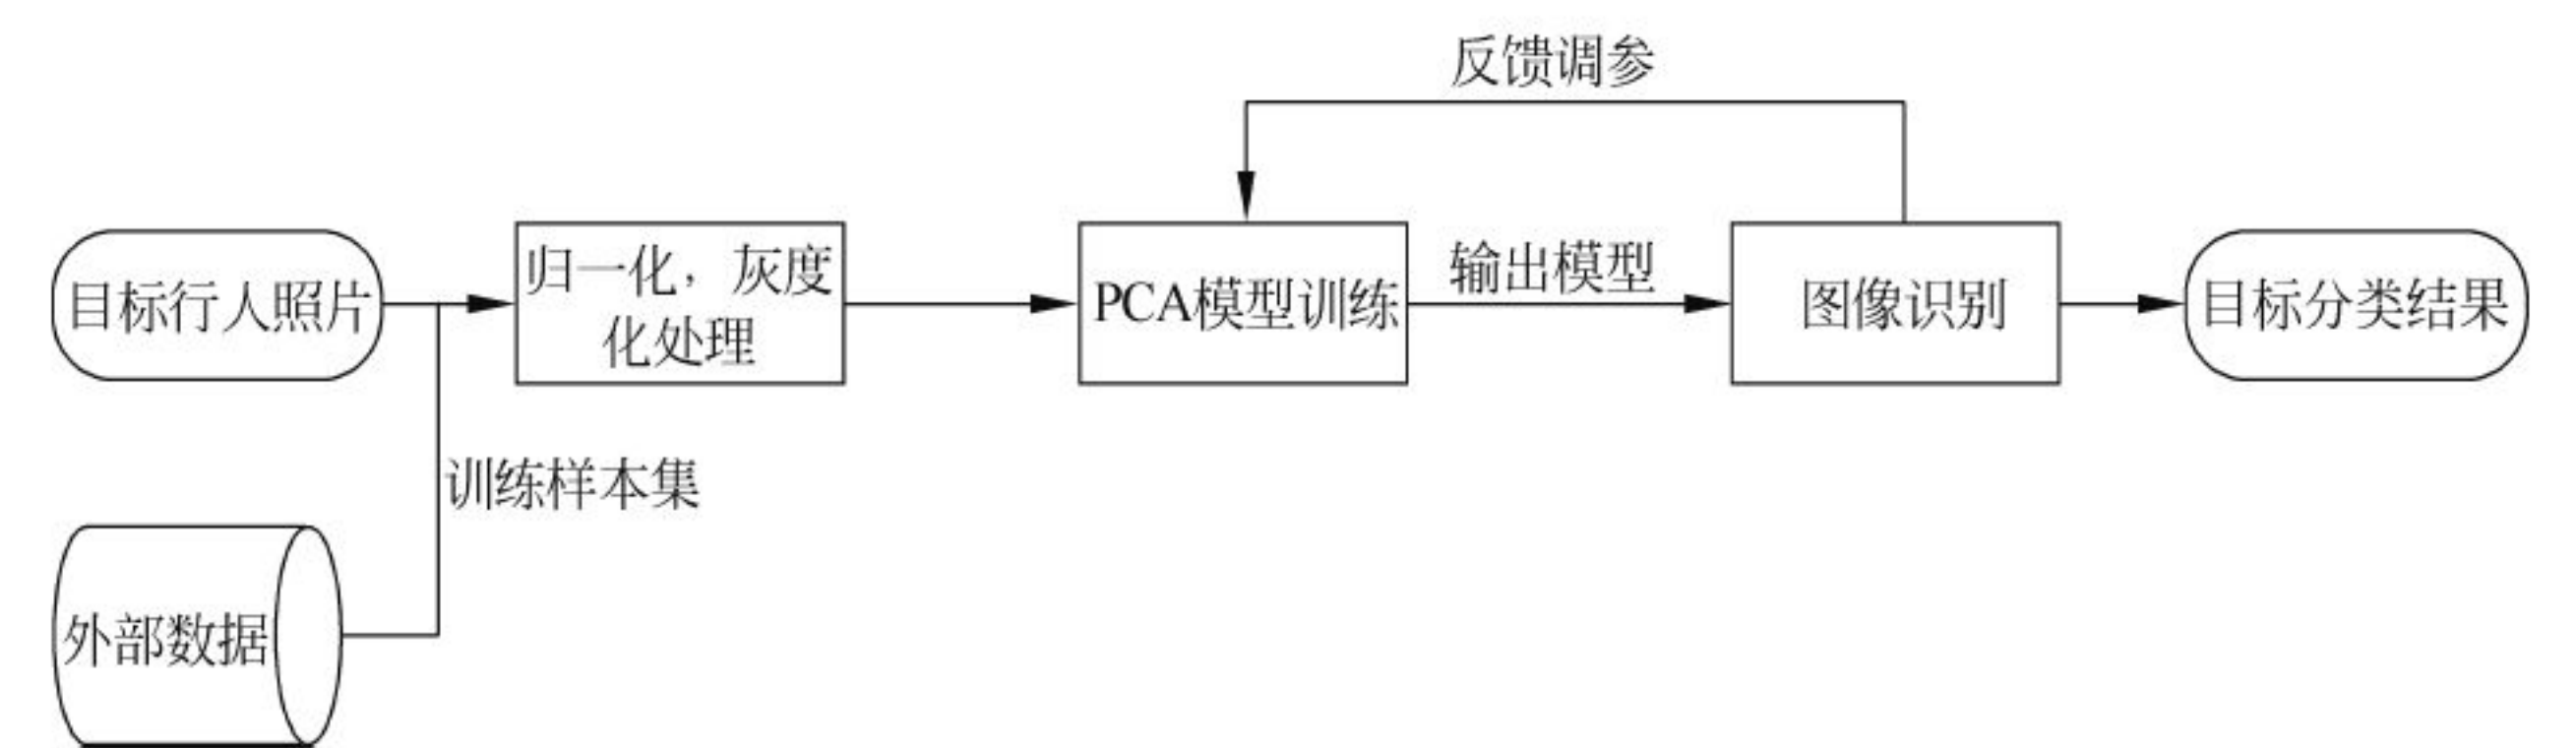 反馈调参
目标行人照片
归一化，灰度
化处理
PCA模型训练
输出模型
图像识别
目标分类结果
训练样本集
外部数据